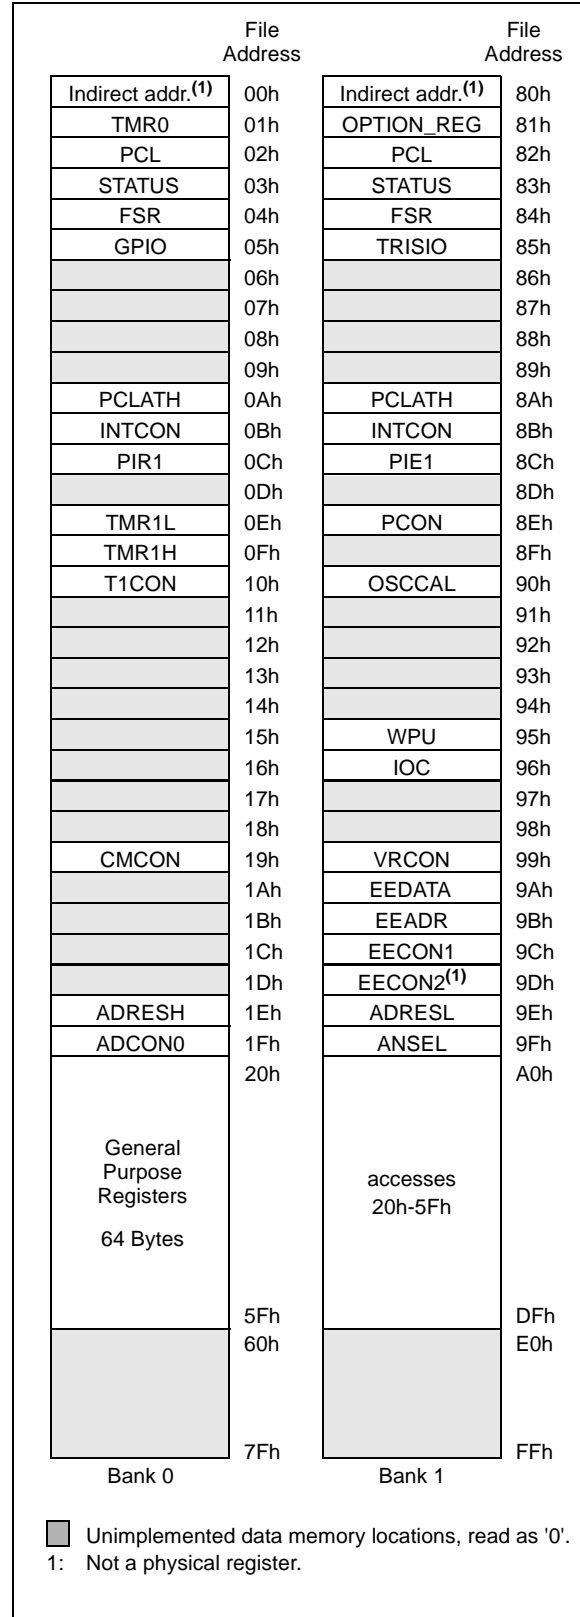 File File
Address Address
Indirect addr.(1) 00h Indirect addr.(1) 80h
TMR0 01h OPTION_REG 81h
PCL 02h PCL 82h
STATUS 03h STATUS 83h
FSR 04h FSR 84h
GPIO 05h TRISIO 85h
06h 86h
07h 87h
08h 88h
09h 89h
PCLATH 0Ah PCLATH 8Ah
INTCON 0Bh INTCON 8Bh
PIR1 0Ch PIE1 8Ch
0Dh 8Dh
TMR1L 0Eh PCON 8Eh
TMR1H 0Fh 8Fh
T1CON 10h OSCCAL 90h
11h 91h
12h 92h
13h 93h
14h 94h
15h WPU 95h
16h IOC 96h
17h 97h
18h 98h
CMCON 19h VRCON 99h
1Ah EEDATA 9Ah
1Bh EEADR 9Bh
1Ch EECON1 9Ch
1Dh EECON2(1) 9Dh
ADRESH 1Eh ADRESL 9Eh
ADCON0 1Fh ANSEL 9Fh
20h A0h
General
Purpose accesses
Registers 20h-5Fh
64 Bytes
5Fh DFh
60h E0h
7Fh FFh
Bank 0 Bank 1
Unimplemented data memory locations, read as '0'.
1: Not a physical register.